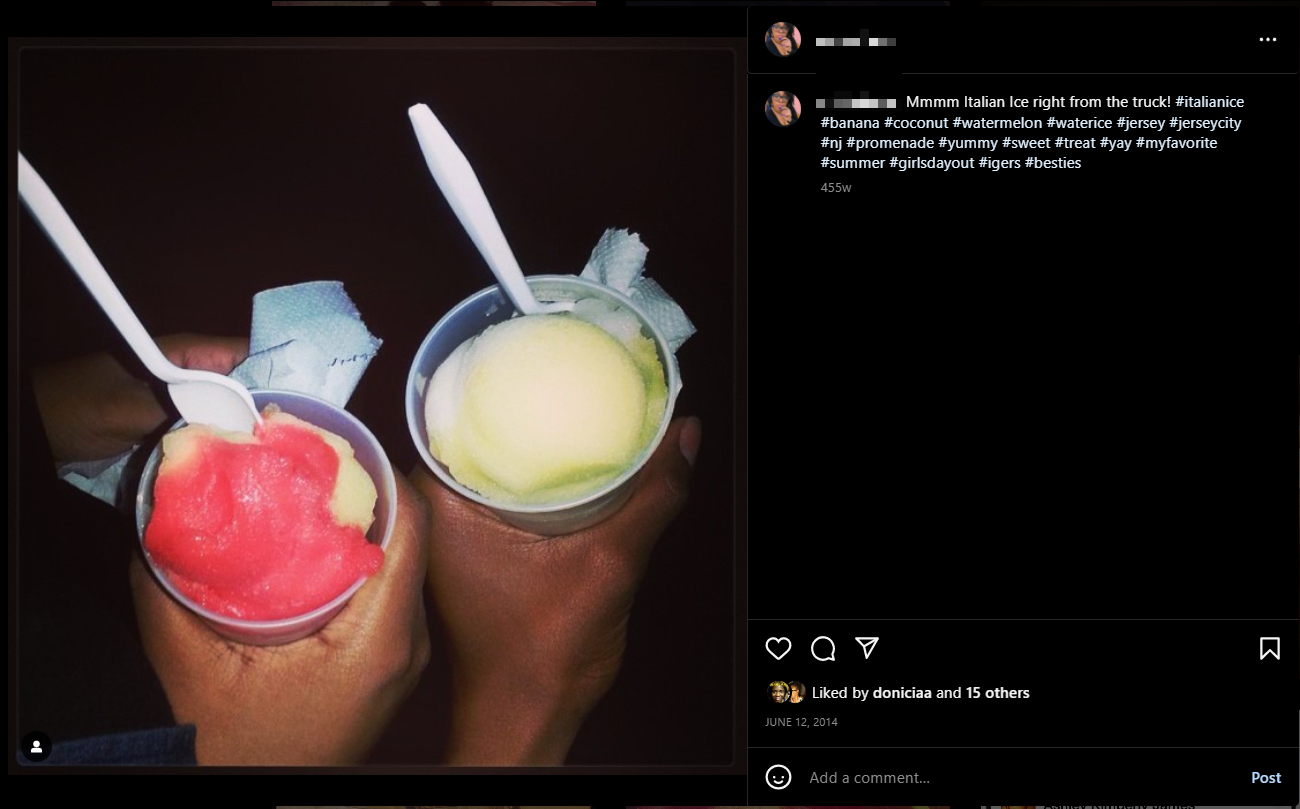 Mmmm Italian Ice right from the truck! #italianice
#banana #coconut #watermelon #waterice #jersey #jerseycity
#nj #promenade #yummy #sweet #treat #yay #myfavorite
#summer #girlsdayout #igers #besties
455w
Liked by doniciaa and 15 others
JUNE 12, 2014
Add a comment...
Post